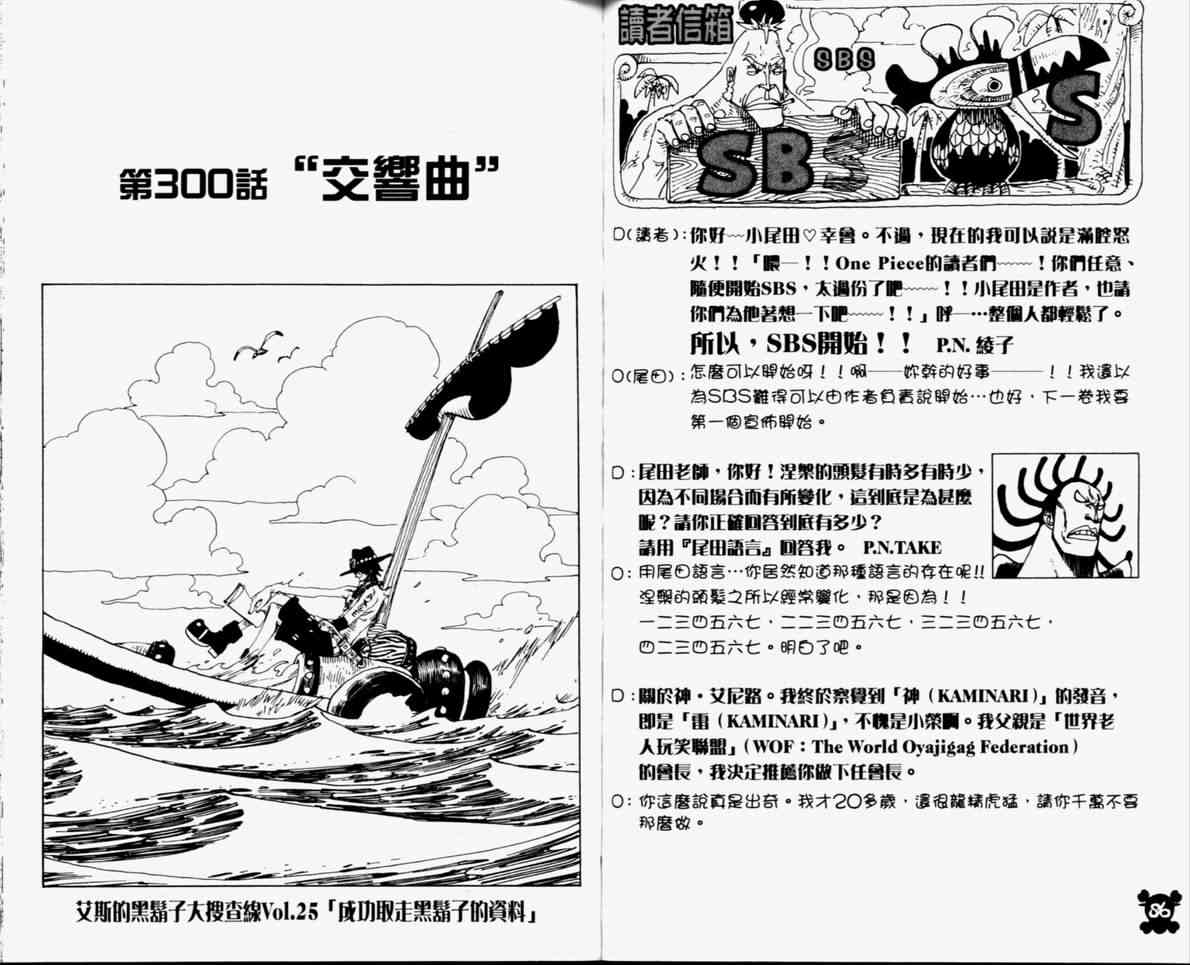 第300話 “交響曲”
艾斯的黑鬍子大搜查線Vol.25「成功取走黑鬍子的資料」
讀者信箱
SBS
SBS
S
D(讀者):你好~~小尾田♡幸會。不過，現在的我可以說是滿腔怒
火！！「喂─！！One Piece的讀者們~~~！你們任意、
隨便開始SBS，太過份了吧~~~！！小尾田是作者，也請
你們為他著想一下吧~~~！！」呼─…整個人都輕鬆了。
所以，SBS開始！！ P.N. 綾子
O(尾田):怎麼可以開始呀！！啊──妳幹的好事───！！我還以
為SBS難得可以由作者負責說開始…也好，下一卷我要
第一個宣佈開始。
D:尾田老師，你好！涅槃的頭髮有時多有時少，
因為不同場合而有所變化，這到底是為甚麼
呢？請你正確回答到底有多少？
請用『尾田語言』回答我。 P.N.TAKE
O:用尾田語言…你居然知道那種語言的存在呢!!
涅槃的頭髮之所以經常變化，那是因為！！
一二三四五六七，二二三四五六七，三二三四五六七，
四二三四五六七。明白了吧。
D:關於神・艾尼路。我終於察覺到「神（KAMINARI）」的發音，
即是「雷（KAMINARI）」，不愧是小榮啊。我父親是「世界老
人玩笑聯盟」（WOF：The World Oyajigag Federation）
的會長，我決定推薦你做下任會長。
O:你這麼說真是出奇。我才20多歲，還很龍精虎猛，請你千萬不要
那麼做。
86